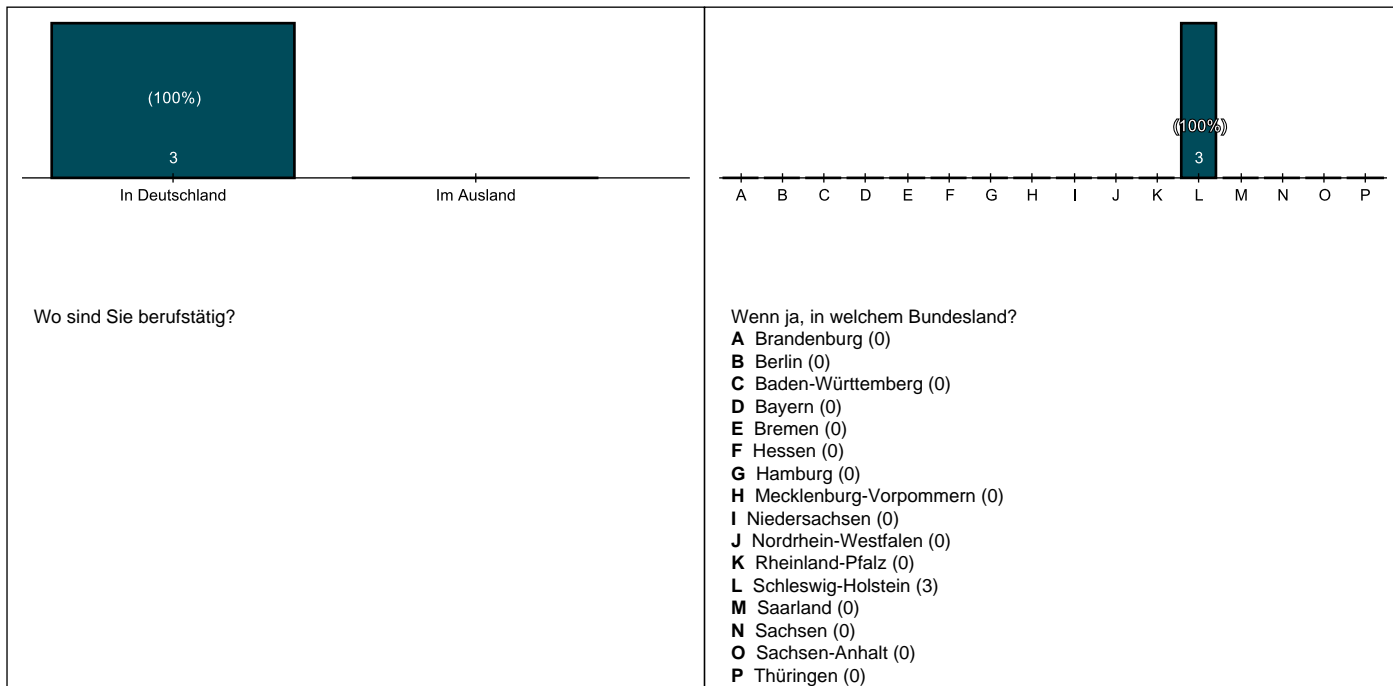 (100%)
3
In Deutschland Im Ausland
Wo sind Sie berufstätig?
(100%)
3
A B C D E F G H I J K L M N O P
Wenn ja, in welchem Bundesland?
A Brandenburg (0)
B Berlin (0)
C Baden-Württemberg (0)
D Bayern (0)
E Bremen (0)
F Hessen (0)
G Hamburg (0)
H Mecklenburg-Vorpommern (0)
I Niedersachsen (0)
J Nordrhein-Westfalen (0)
K Rheinland-Pfalz (0)
L Schleswig-Holstein (3)
M Saarland (0)
N Sachsen (0)
O Sachsen-Anhalt (0)
P Thüringen (0)